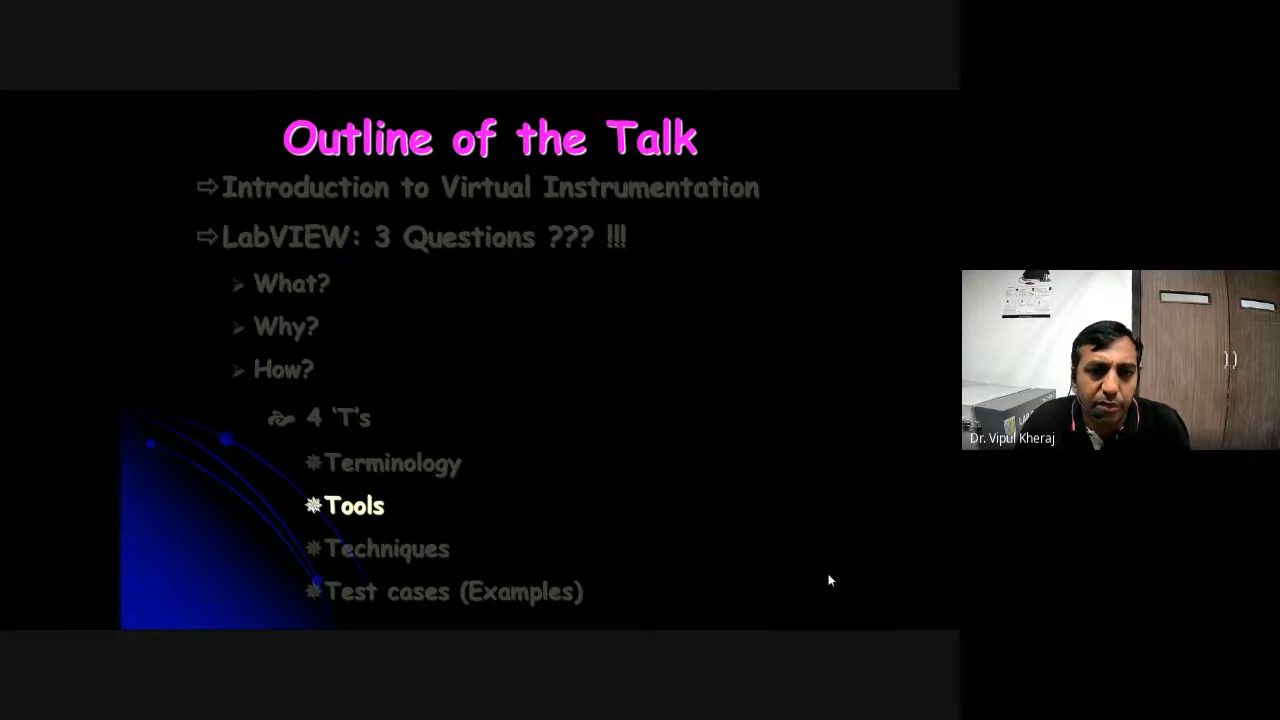 Outline of the Talk
Introduction to Virtual Instrumentation
LabVIEW: 3 Questions ??? !!!
What?
Why?
How?
4 'T's
Terminology
Tools
Techniques
Test cases (Examples)
Dr. Vipul Kheraj